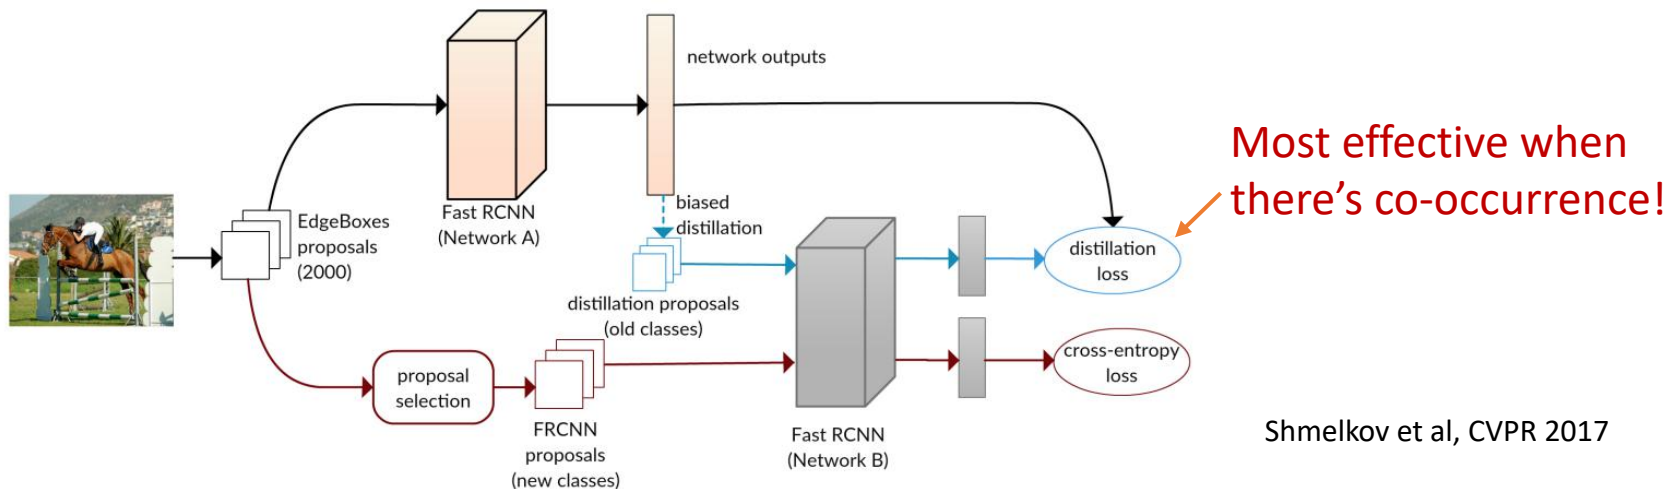 network outputs
Most effective when
there's co-occurrence!
EdgeBoxes
proposals
(2000)
Fast RCNN
(Network A)
biased
distillation
distillation
loss
distillation proposals
(old classes)
cross-entropy
loss
proposal
selection
FRCNN
proposals
(new classes)
Fast RCNN
(Network B)
Shmelkov et al, CVPR 2017